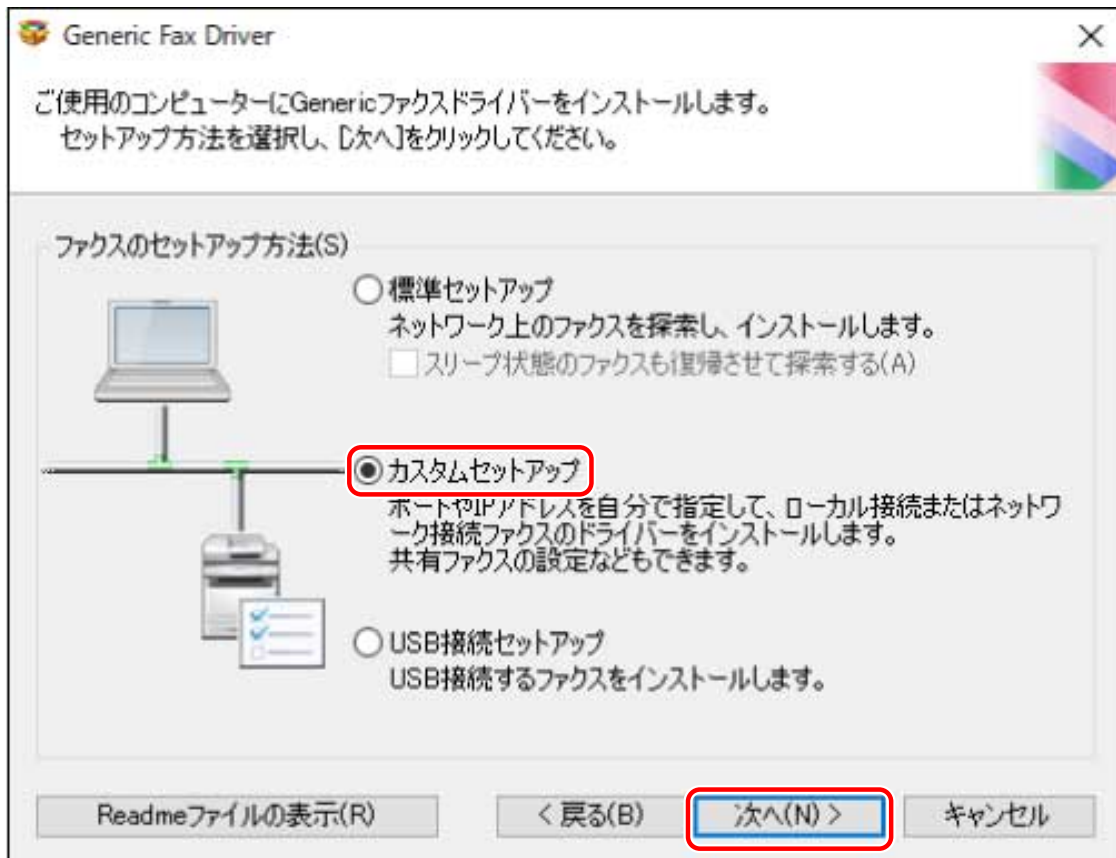 Generic Fax Driver
ご使用のコンピューターにGenericファクスドライバーをインストールします。
セットアップ方法を選択し、[次へ]をクリックしてください。
ファクスのセットアップ方法(S)
標準セットアップ
ネットワーク上のファクスを探索し、インストールします。
スリープ状態のファクスも復帰させて探索する(A)
カスタムセットアップ
ポートやIPアドレスを自分で指定して、ローカル接続またはネットワ
ーク接続ファクスのドライバーをインストールします。
共有ファクスの設定などもできます。
USB接続セットアップ
USB接続するファクスをインストールします。
Readmeファイルの表示(R)
< 戻る(B)
次へ(N) >
キャンセル